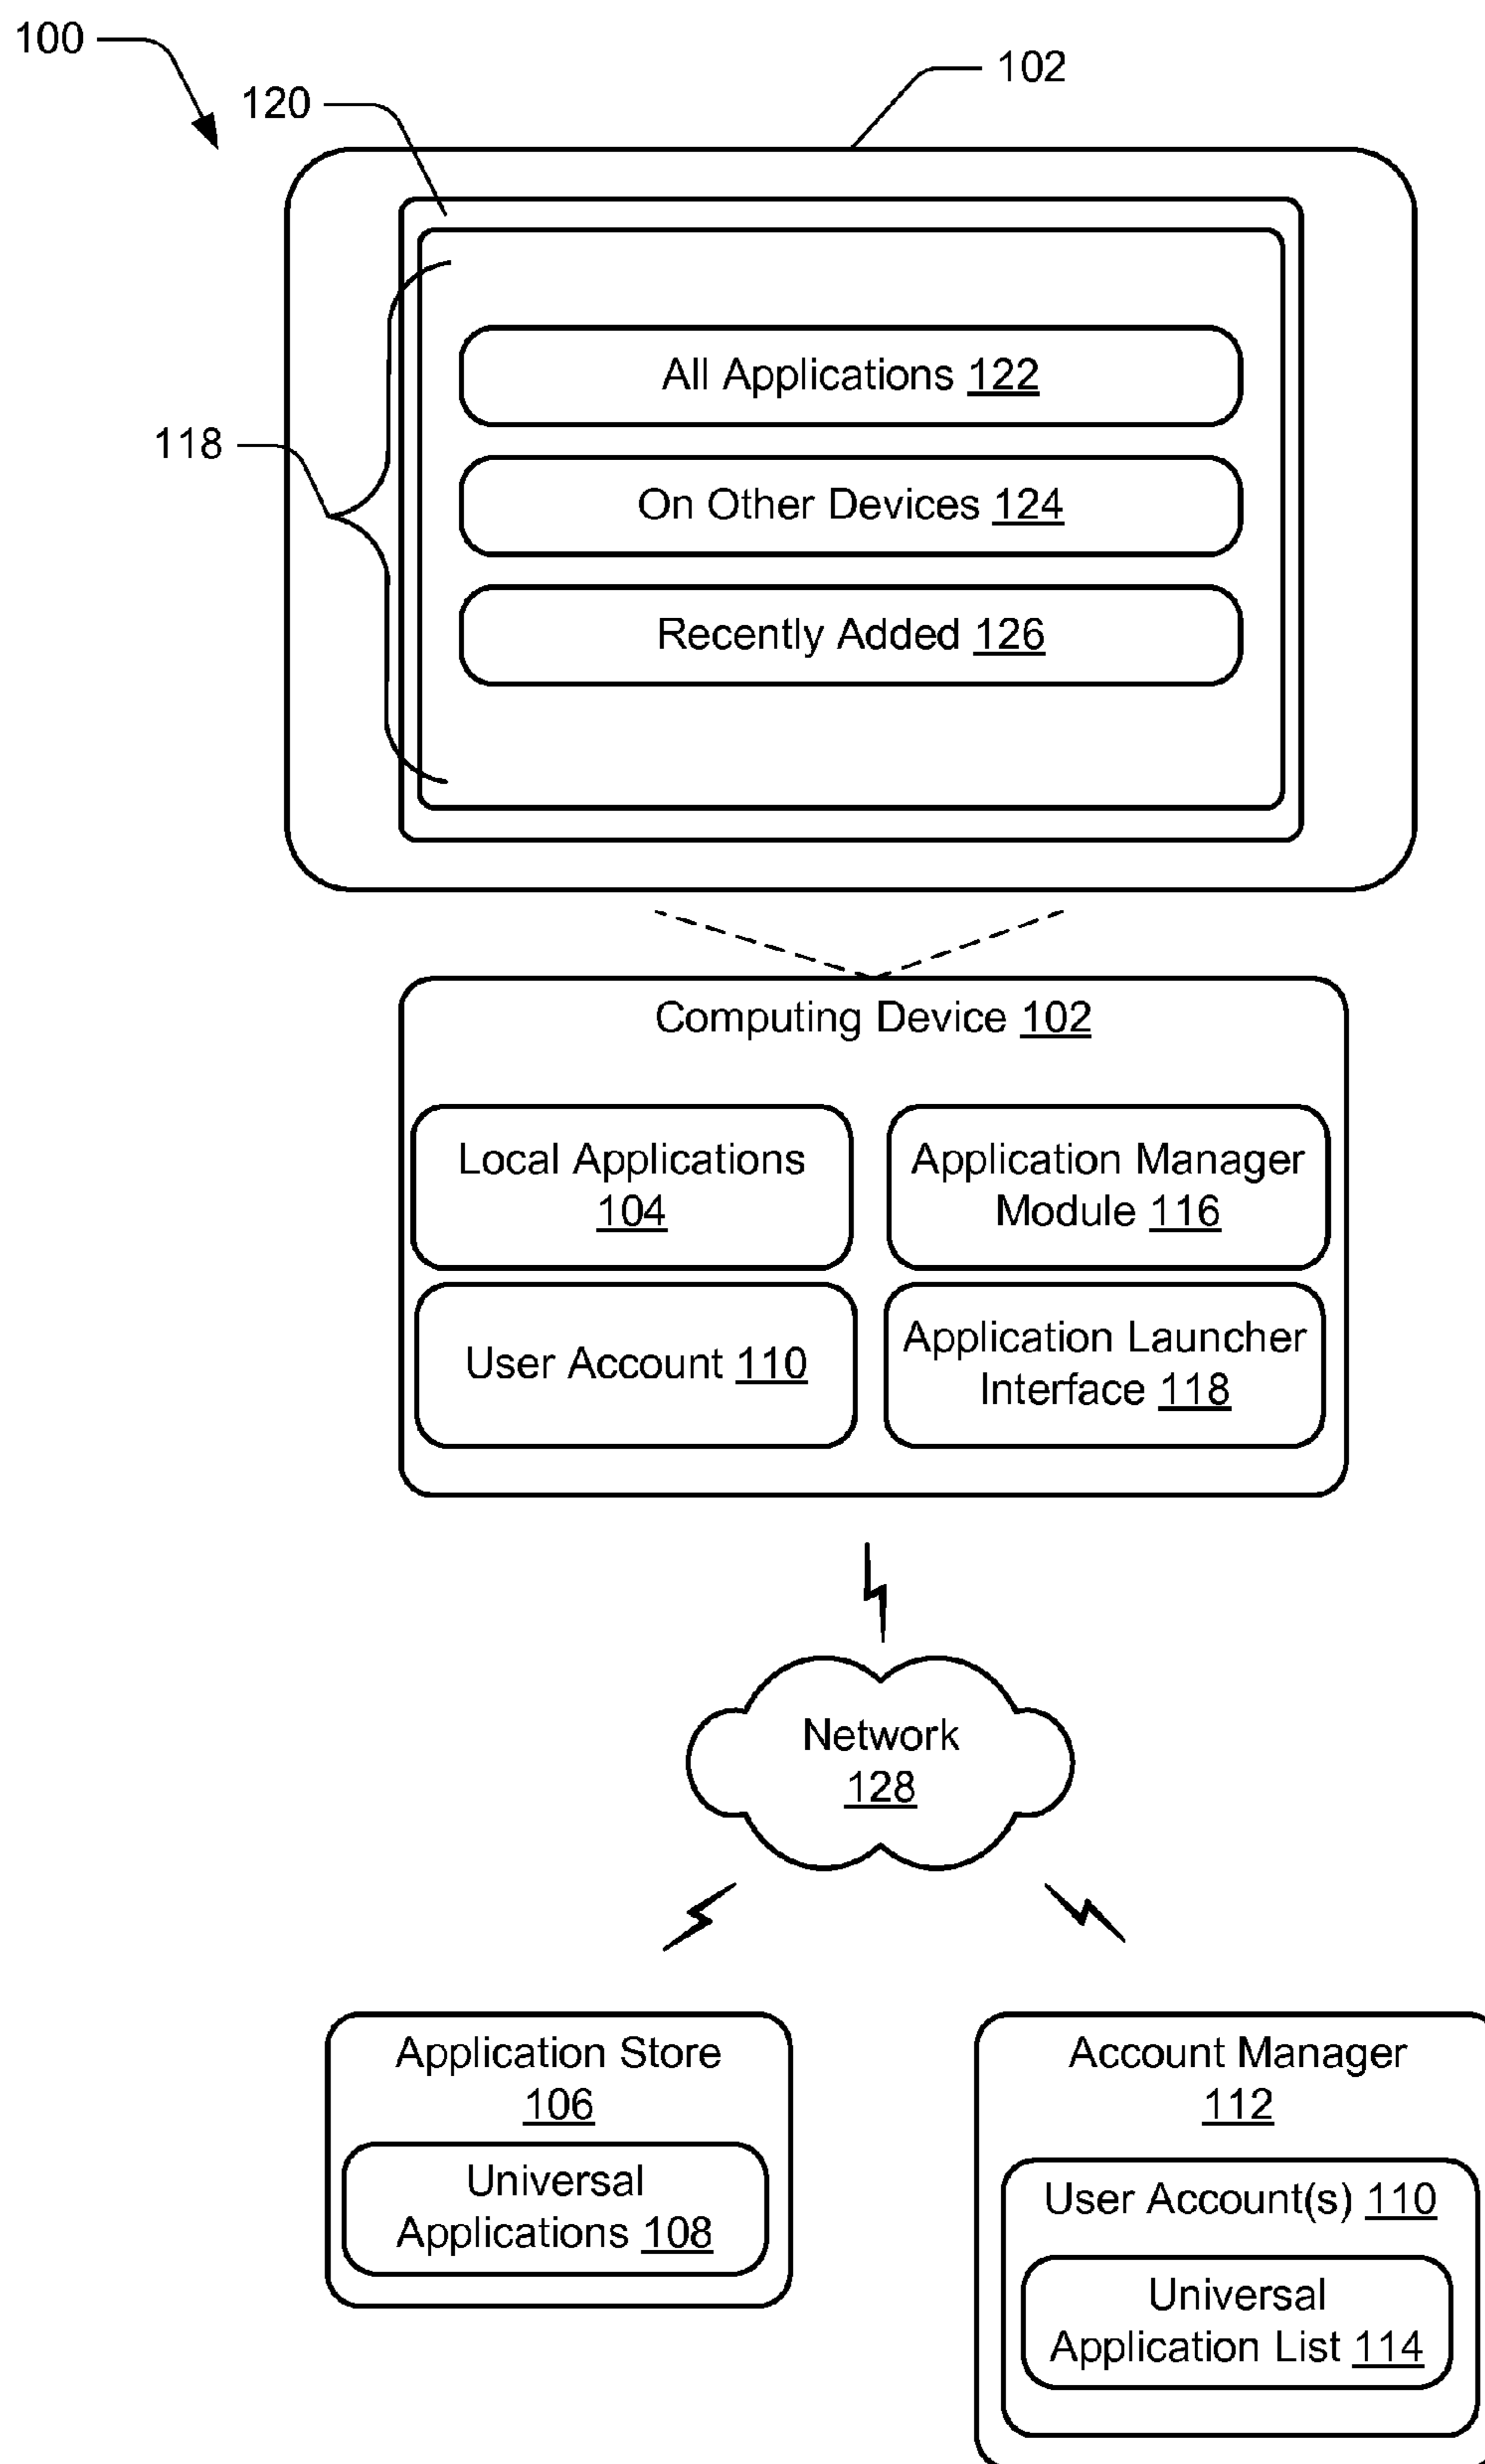 100
102
120
All Applications 122
118
On Other Devices 124
Recently Added 126
Computing Device 102
Local Applications
104
Application Manager
Module 116
User Account 110
Application Launcher
Interface 118
Network
128
Application Store
106
Universal
Applications 108
Account Manager
112
User Account(s) 110
Universal
Application List 114